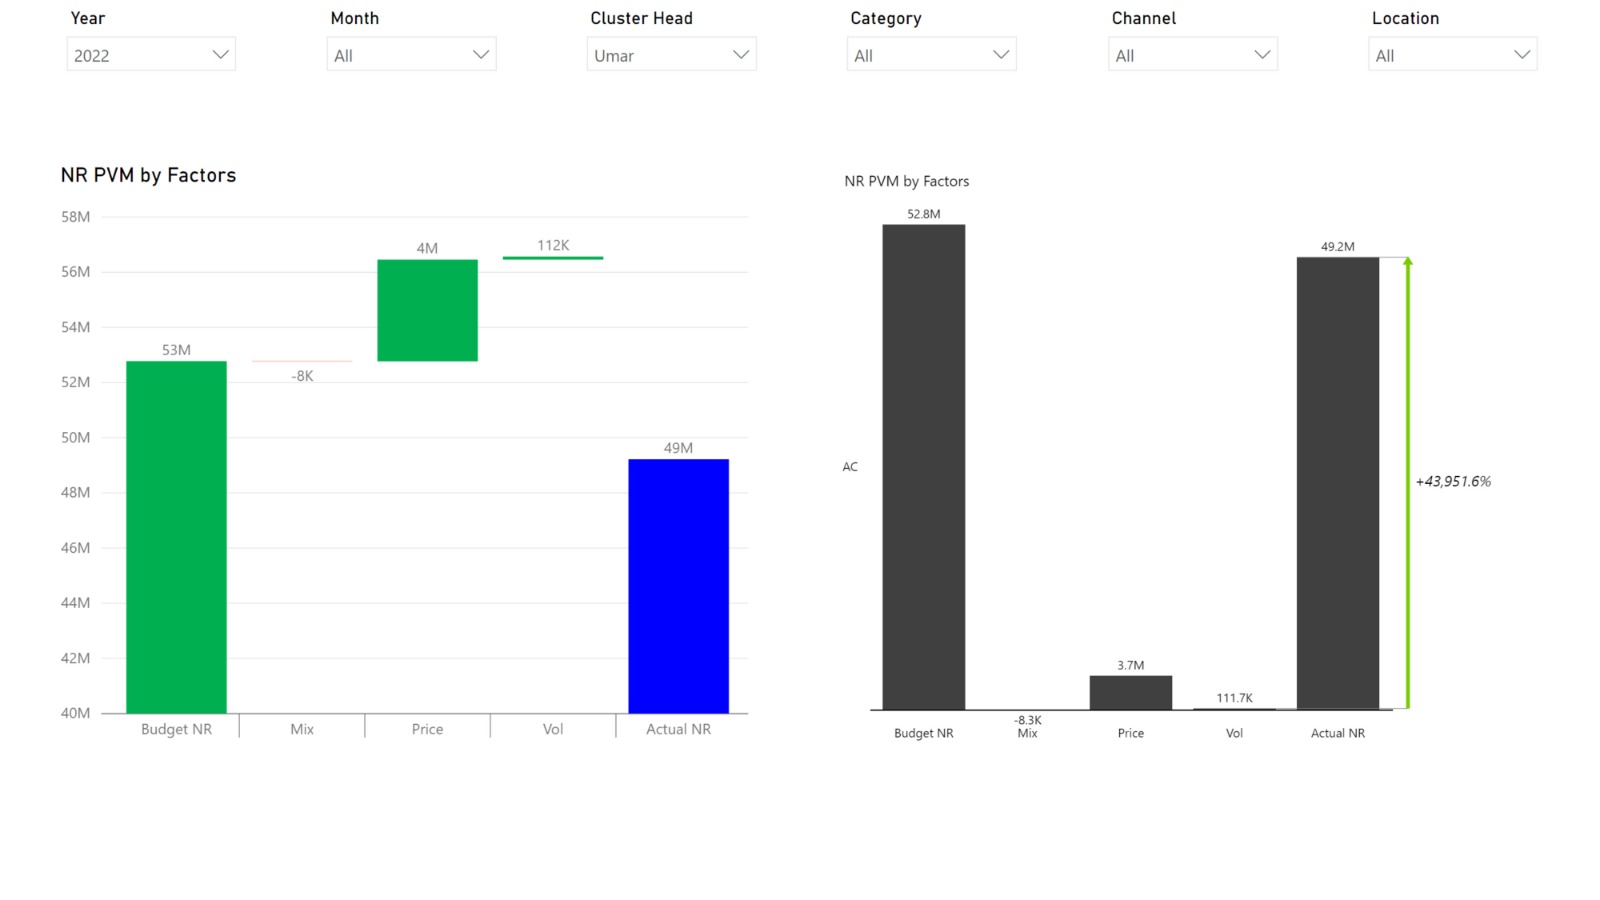 Year Month Cluster Head Category Channel Location
2022 All Umar All All All
NR PVM by Factors
58M
56M
54M
52M
50M
48M
46M
44M
42M
40M
53M
-8K
4M
112K
49M
Budget NR Mix Price Vol Actual NR
NR PVM by Factors
52.8M
49.2M
AC
+43,951.6%
3.7M
111.7K
-8.3K
Budget NR Mix Price Vol Actual NR